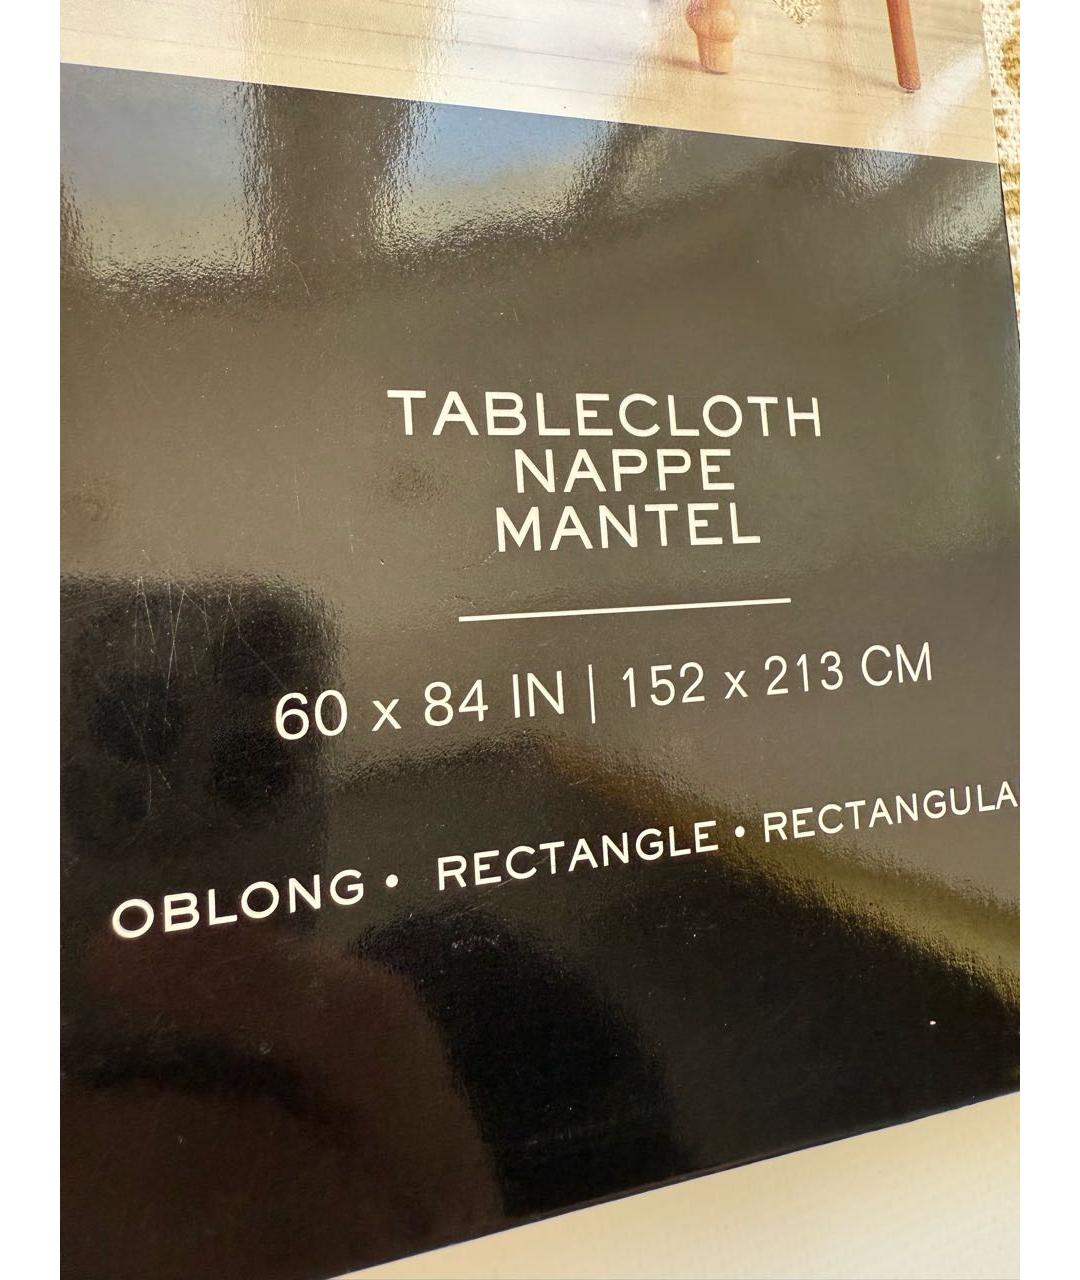 TABLECLOTH
NAPPE
MANTEL
60 x 84 IN | 152 x 213 CM
OBLONG • RECTANGLE • RECTANGULA